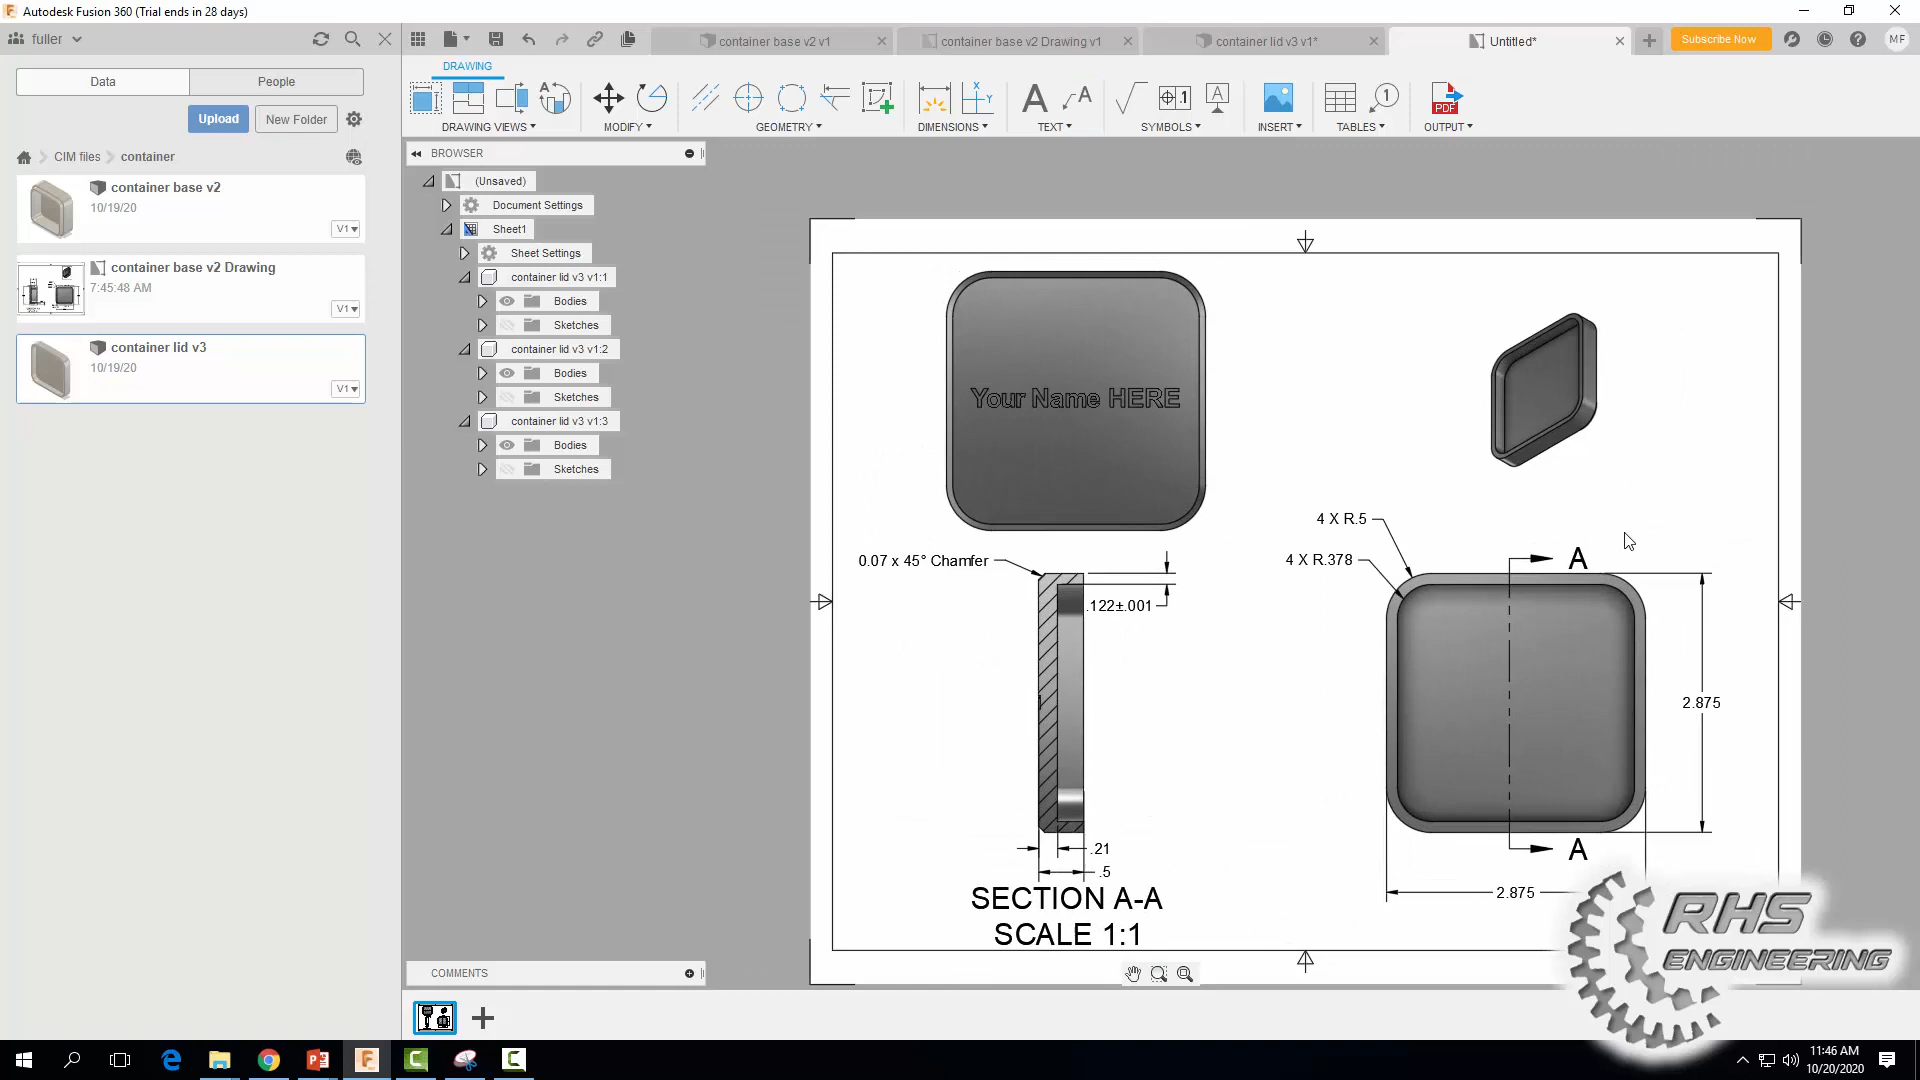 Autodesk Fusion 360 (Trial ends in 28 days)
fuller
container base v2 v1
container base v2 Drawing v1
container lid v3 v1*
Untitled*
Subscribe Now
MF
DRAWING
Data
People
Upload
New Folder
DRAWING VIEWS
MODIFY
GEOMETRY
DIMENSIONS
TEXT
SYMBOLS
INSERT
TABLES
PDF
OUTPUT
CIM files
container
container base v2
10/19/20
V1
container base v2 Drawing
7:45:48 AM
V1
container lid v3
10/19/20
V1
BROWSER
(Unsaved)
Document Settings
Sheet1
Sheet Settings
container lid v3 v1:1
Bodies
Sketches
container lid v3 v1:2
Bodies
Sketches
container lid v3 v1:3
Bodies
Sketches
Your Name HERE
0.07 x 45° Chamfer
.122±.001
.21
.5
SECTION A-A
SCALE 1:1
4 X R.5
4 X R.378
A
A
2.875
2.875
RHS
ENGINEERING
COMMENTS
11:46 AM
10/20/2020